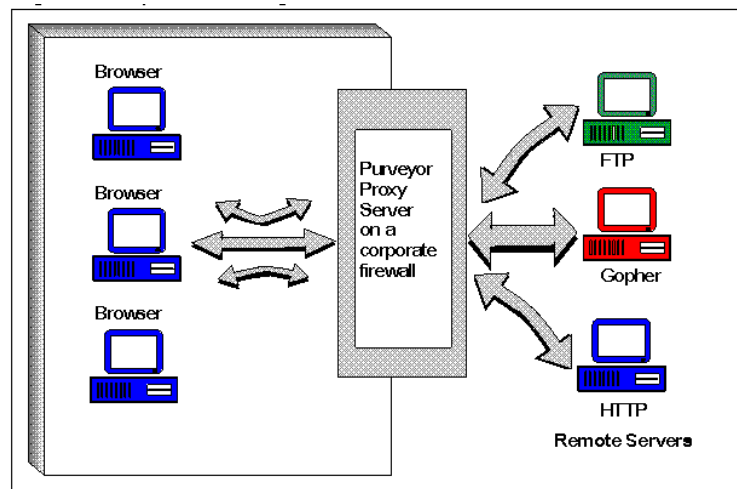 Browser
Browser
Browser
Purveyor
Proxy
Server
on a
corporate
firewall
FTP
Gopher
HTTP
Remote Servers